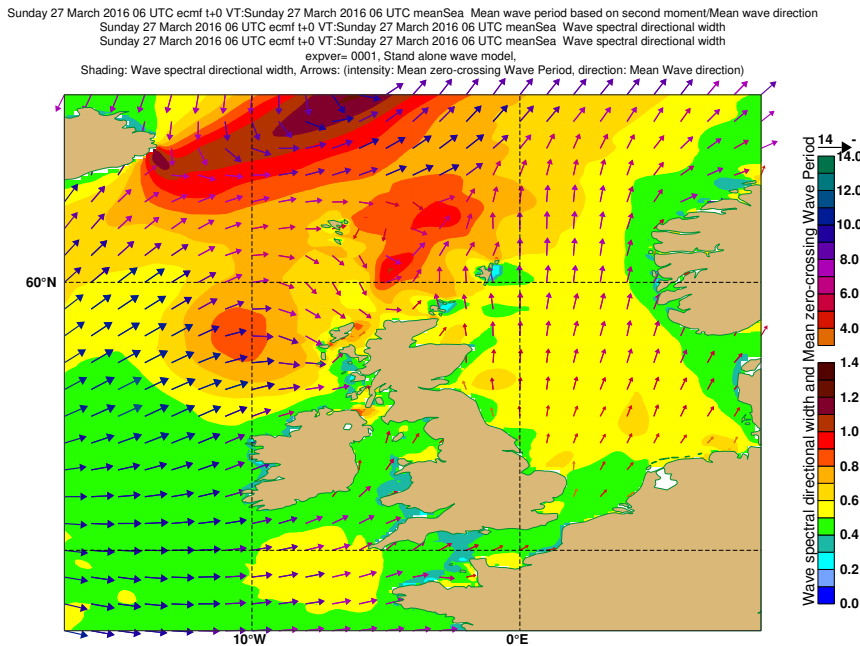 Sunday 27 March 2016 06 UTC ecmf t+0 VT:Sunday 27 March 2016 06 UTC meanSea Mean wave period based on second moment/Mean wave direction
Sunday 27 March 2016 06 UTC ecmf t+0 VT:Sunday 27 March 2016 06 UTC meanSea Wave spectral directional width
Sunday 27 March 2016 06 UTC ecmf t+0 VT:Sunday 27 March 2016 06 UTC meanSea Wave spectral directional width
expver= 0001, Stand alone wave model,
Shading: Wave spectral directional width, Arrows: (intensity: Mean zero-crossing Wave Period, direction: Mean Wave direction)
60°N
10°W
0°E
Wave spectral directional width and Mean zero-crossing Wave Period
14 -
14.0
12.0
10.0
8.0
6.0
4.0
1.4
1.2
1.0
0.8
0.6
0.4
0.2
0.0